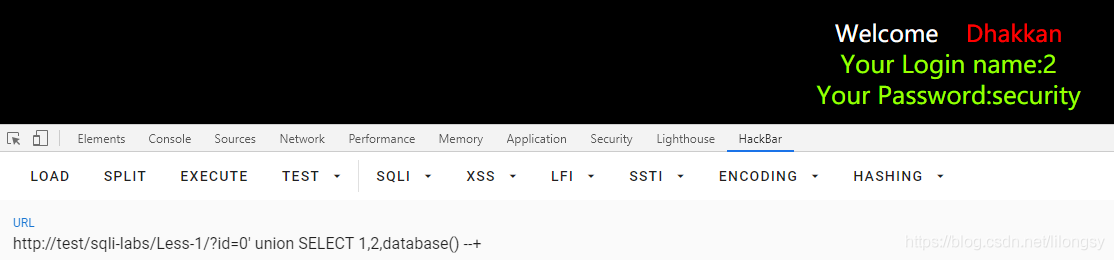 Welcome Dhakkan
Your Login name:2
Your Password:security
Elements Console Sources Network Performance Memory Application Security Lighthouse HackBar
LOAD SPLIT EXECUTE TEST SQLI XSS LFI SSTI ENCODING HASHING
URL
http://test/sqli-labs/Less-1/?id=0' union SELECT 1,2,database() --+
https://blog.csdn.net/lilongsy